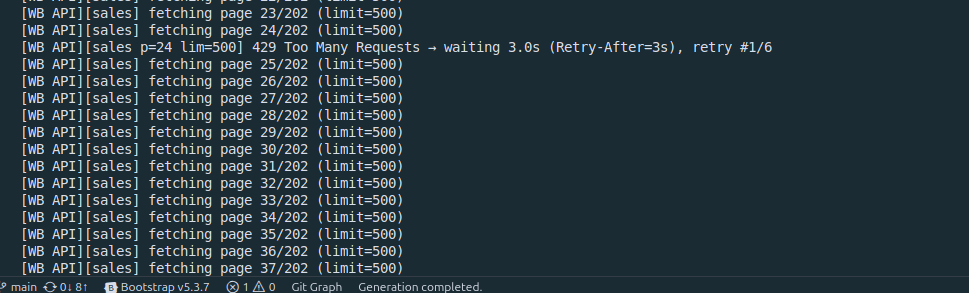 [WB API][sales] fetching page 23/202 (limit=500)
[WB API][sales] fetching page 24/202 (limit=500)
[WB API][sales p=24 lim=500] 429 Too Many Requests → waiting 3.0s (Retry-After=3s), retry #1/6
[WB API][sales] fetching page 25/202 (limit=500)
[WB API][sales] fetching page 26/202 (limit=500)
[WB API][sales] fetching page 27/202 (limit=500)
[WB API][sales] fetching page 28/202 (limit=500)
[WB API][sales] fetching page 29/202 (limit=500)
[WB API][sales] fetching page 30/202 (limit=500)
[WB API][sales] fetching page 31/202 (limit=500)
[WB API][sales] fetching page 32/202 (limit=500)
[WB API][sales] fetching page 33/202 (limit=500)
[WB API][sales] fetching page 34/202 (limit=500)
[WB API][sales] fetching page 35/202 (limit=500)
[WB API][sales] fetching page 36/202 (limit=500)
[WB API][sales] fetching page 37/202 (limit=500)
main 0↓ 8↑ B Bootstrap v5.3.7 1 0 Git Graph Generation completed.